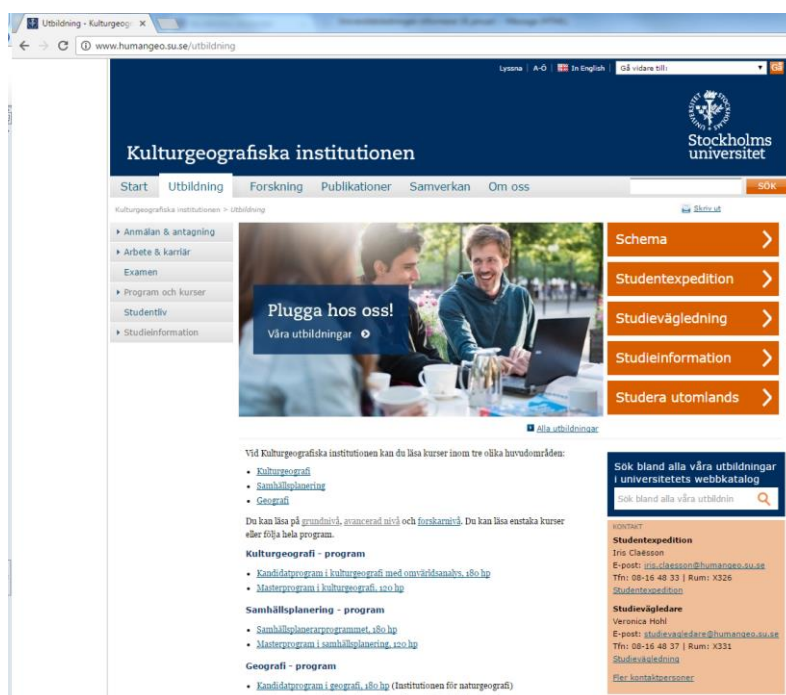 Utbildning - Kulturgeog
www.humangeo.su.se/utbildning
Lyssna | A-Ö | In English | Gå vidare till: Gå
Kulturgeografiska institutionen
Stockholms
universitet
Start Utbildning Forskning Publikationer Samverkan Om oss SÖK
Kulturgeografiska institutionen > Utbildning
Skriv ut
Anmälan & antagning
Arbete & karriär
Examen
Program och kurser
Studentliv
Studieinformation
Plugga hos oss!
Våra utbildningar
Schema
Studentexpedition
Studievägledning
Studieinformation
Studera utomlands
Alla utbildningar
Vid Kulturgeografiska institutionen kan du läsa kurser inom tre olika huvudområden:
Kulturgeografi
Samhällsplanering
Geografi
Du kan läsa på grundnivå, avancerad nivå och forskarnivå. Du kan läsa enstaka kurser
eller följa hela program.
Kulturgeografi - program
Kandidatprogram i kulturgeografi med omvärldsanalys, 180 hp
Masterprogram i kulturgeografi, 120 hp
Samhällsplanering - program
Samhällsplanerarprogrammet, 180 hp
Masterprogram i samhällsplanering, 120 hp
Geografi - program
Kandidatprogram i geografi, 180 hp (Institutionen för naturgeografi)
Sök bland alla våra utbildningar
i universitetets webbkatalog
Sök bland alla våra utbildnin
KONTAKT
Studentexpedition
Iris Claësson
E-post: iris.claesson@humangeo.su.se
Tfn: 08-16 48 33 | Rum: X326
Studentexpedition
Studievägledare
Veronica Hohl
E-post: studievagledare@humangeo.su.se
Tfn: 08-16 48 37 | Rum: X331
Studievägledning
Fler kontaktpersoner